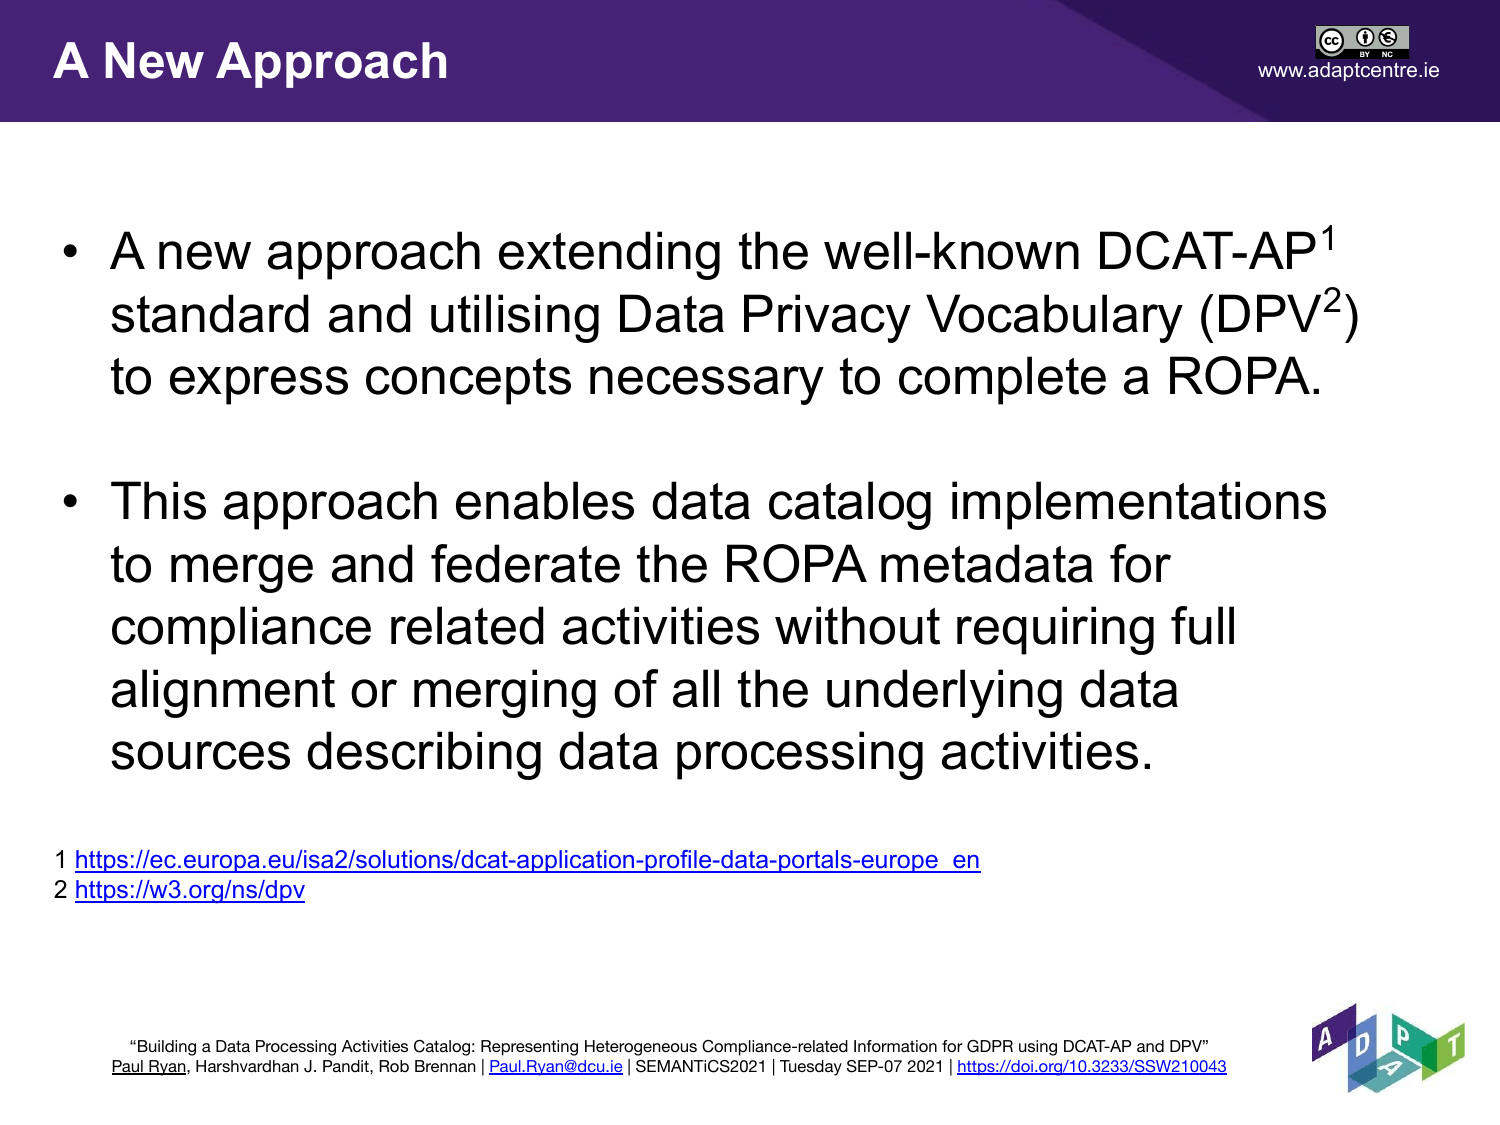 A New Approach
cc BY NC
www.adaptcentre.ie
• A new approach extending the well-known DCAT-AP¹
standard and utilising Data Privacy Vocabulary (DPV²)
to express concepts necessary to complete a ROPA.
• This approach enables data catalog implementations
to merge and federate the ROPA metadata for
compliance related activities without requiring full
alignment or merging of all the underlying data
sources describing data processing activities.
1 https://ec.europa.eu/isa2/solutions/dcat-application-profile-data-portals-europe_en
2 https://w3.org/ns/dpv
“Building a Data Processing Activities Catalog: Representing Heterogeneous Compliance-related Information for GDPR using DCAT-AP and DPV”
Paul Ryan, Harshvardhan J. Pandit, Rob Brennan | Paul.Ryan@dcu.ie | SEMANTiCS2021 | Tuesday SEP-07 2021 | https://doi.org/10.3233/SSW210043
ADAPT